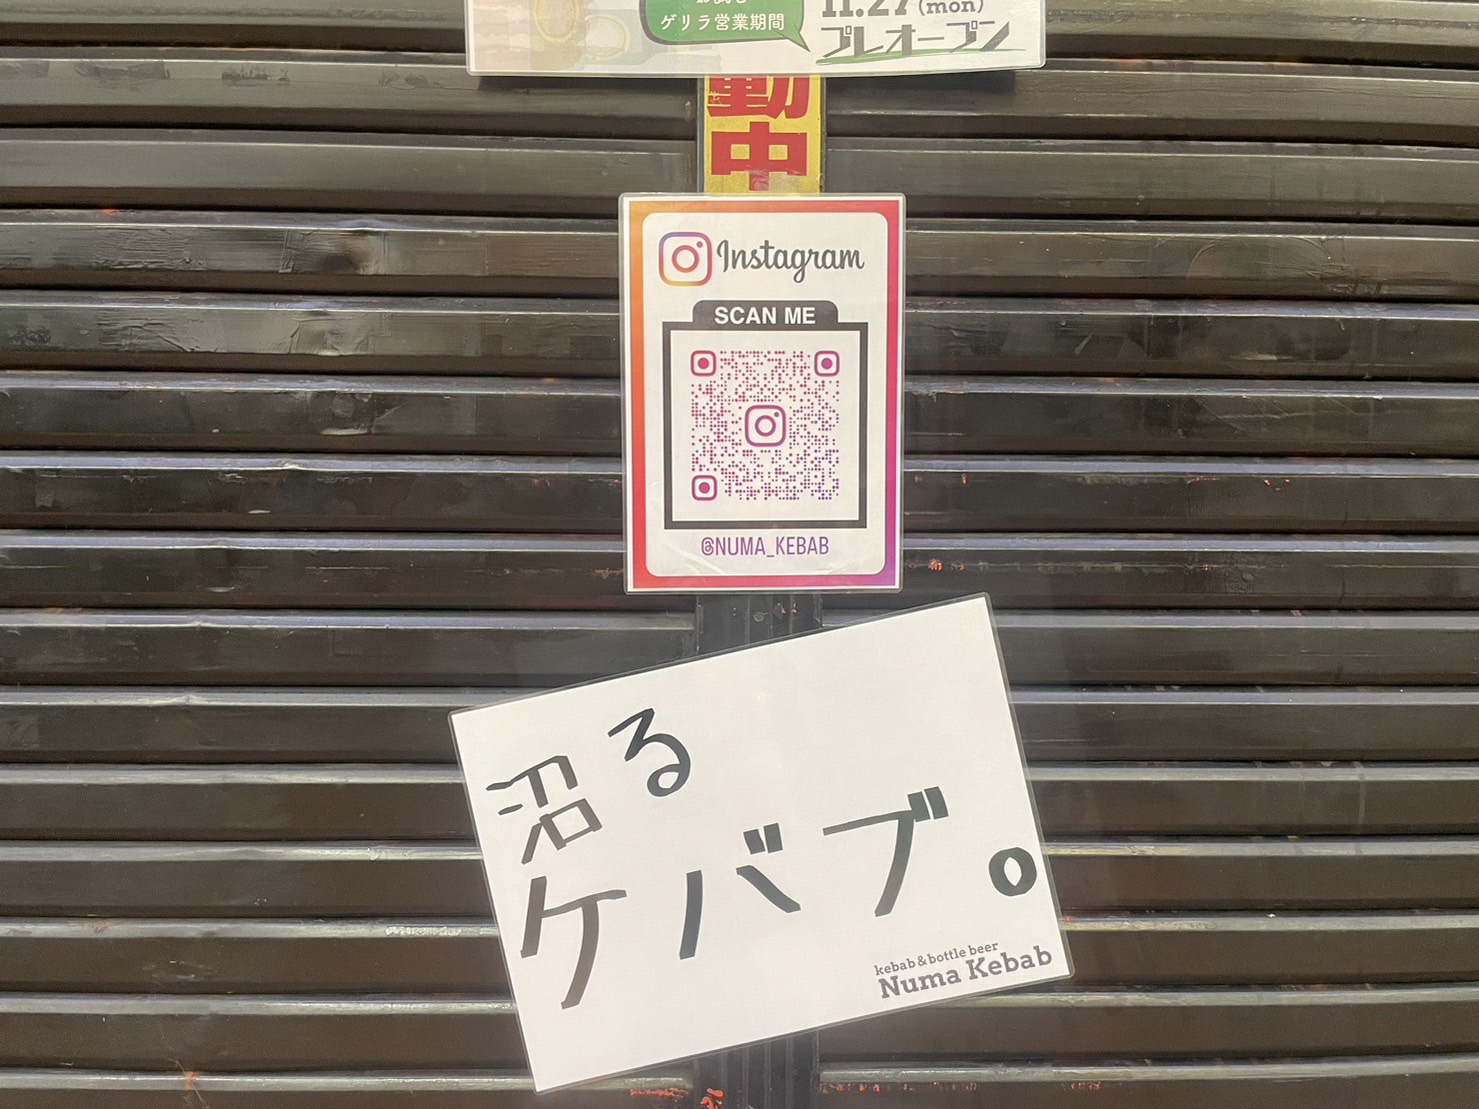 ゲリラ営業期間
11.27(mon)
プレオープン
動中
Instagram
SCAN ME
@NUMA_KEBAB
沼る
ケバブ。
kebab & bottle beer
Numa Kebab